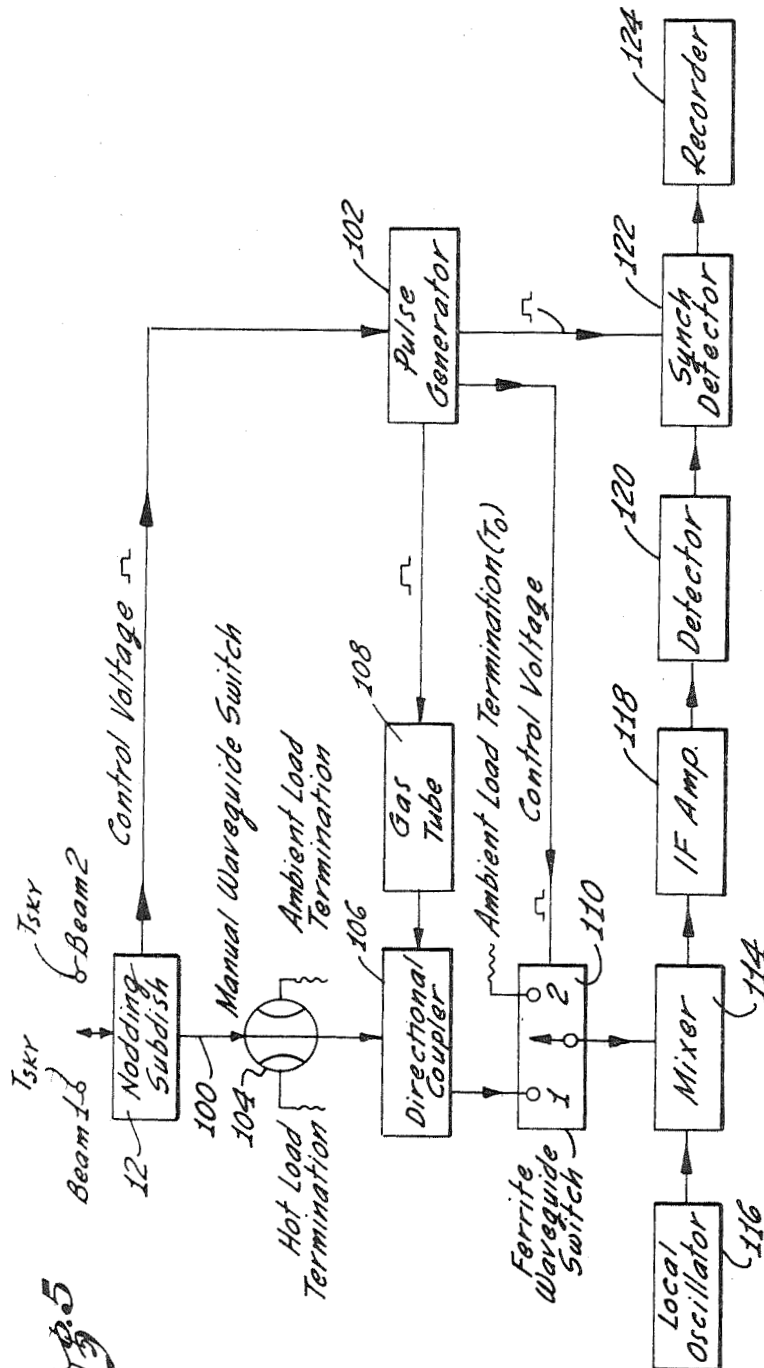 Fig. 5
Beam 1
TSKY
TSKY
Beam 2
12
Nodding
Subdish
Control Voltage
100
Manual Waveguide Switch
104
Hot Load
Termination
Ambient Load
Termination
102
Pulse
Generator
106
Directional
Coupler
108
Gas
Tube
Ferrite
Waveguide
Switch
1
2
110
Ambient Load Termination (T0)
Control Voltage
Local
Oscillator
116
Mixer
114
IF Amp.
118
Detector
120
Synch
Detector
122
Recorder
124